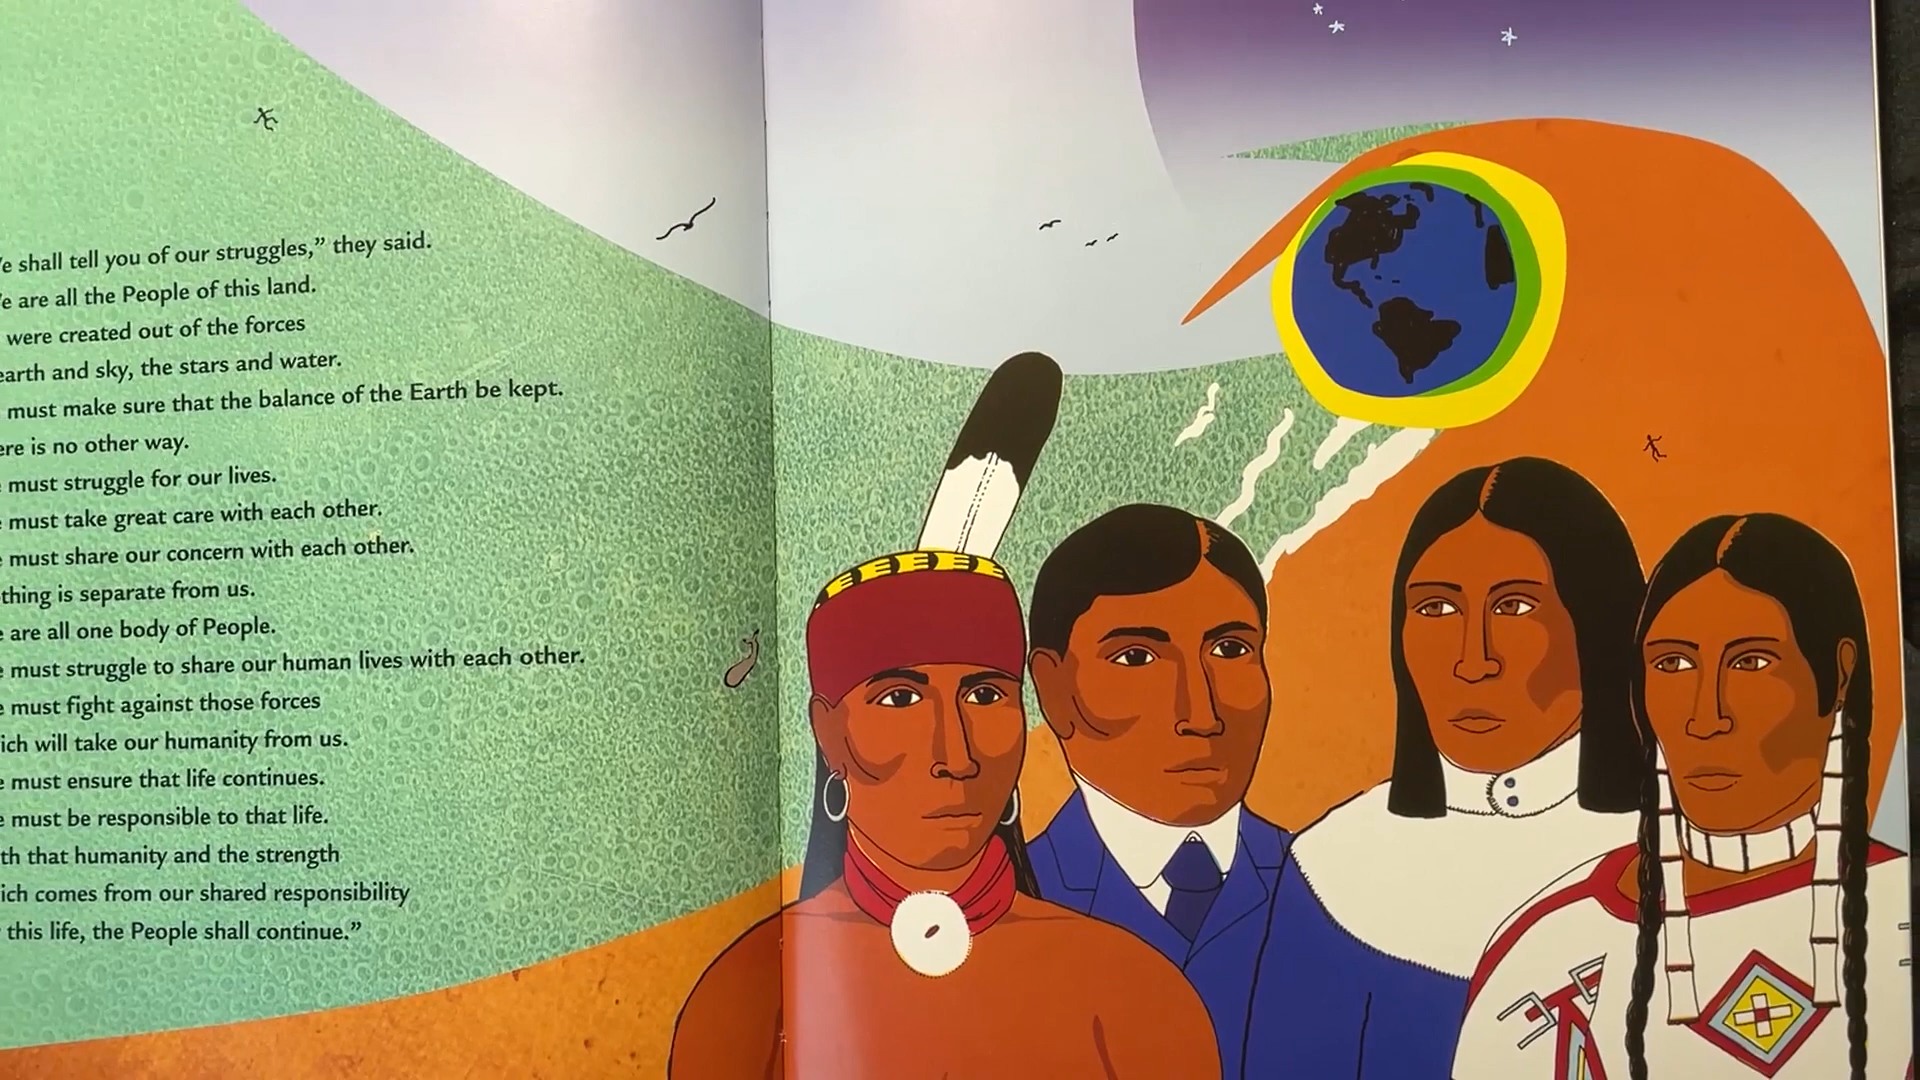 e shall tell you of our struggles,” they said.
e are all the People of this land.
were created out of the forces
earth and sky, the stars and water.
must make sure that the balance of the Earth be kept.
ere is no other way.
must struggle for our lives.
must take great care with each other.
must share our concern with each other.
thing is separate from us.
e are all one body of People.
must struggle to share our human lives with each other.
e must fight against those forces
ich will take our humanity from us.
e must ensure that life continues.
e must be responsible to that life.
th that humanity and the strength
ich comes from our shared responsibility
this life, the People shall continue.”